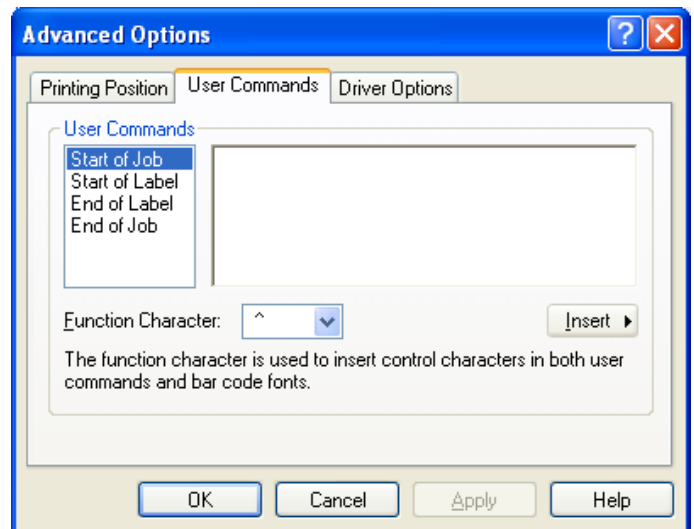 Advanced Options
Printing Position
User Commands
Driver Options
User Commands
Start of Job
Start of Label
End of Label
End of Job
Function Character: ^
Insert
The function character is used to insert control characters in both user
commands and bar code fonts.
OK
Cancel
Apply
Help